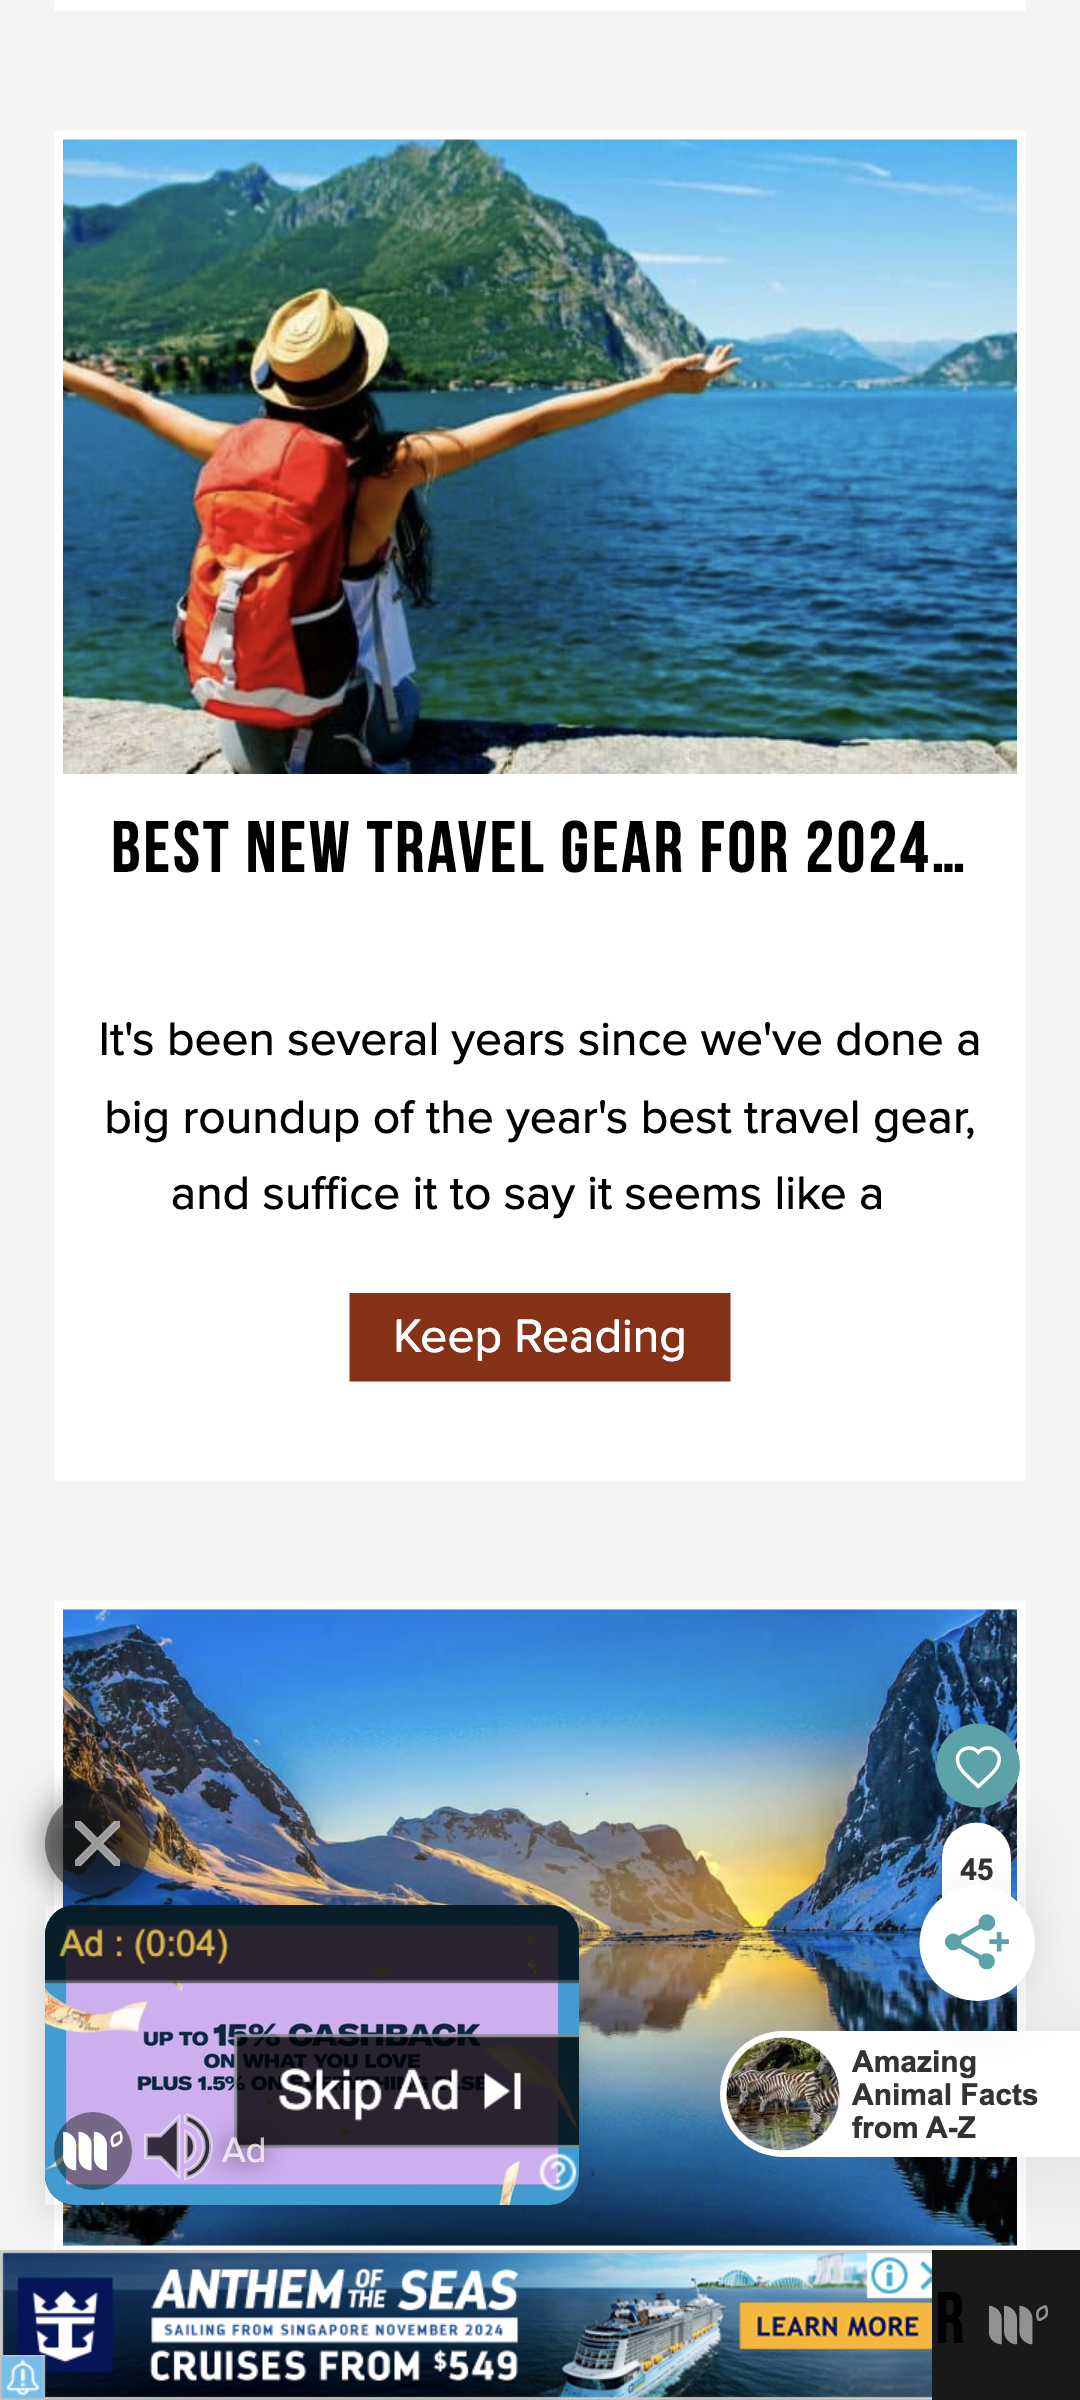 BEST NEW TRAVEL GEAR FOR 2024…
It's been several years since we've done a
big roundup of the year's best travel gear,
and suffice it to say it seems like a
Keep Reading
45
Ad : (0:04)
UP TO 15% CASHBACK
ON WHAT YOU LOVE
PLUS 1.5% ON
Skip Ad
Ad
Amazing
Animal Facts
from A-Z
ANTHEM OF THE SEAS
SAILING FROM SINGAPORE NOVEMBER 2024
CRUISES FROM $549
LEARN MORE
R